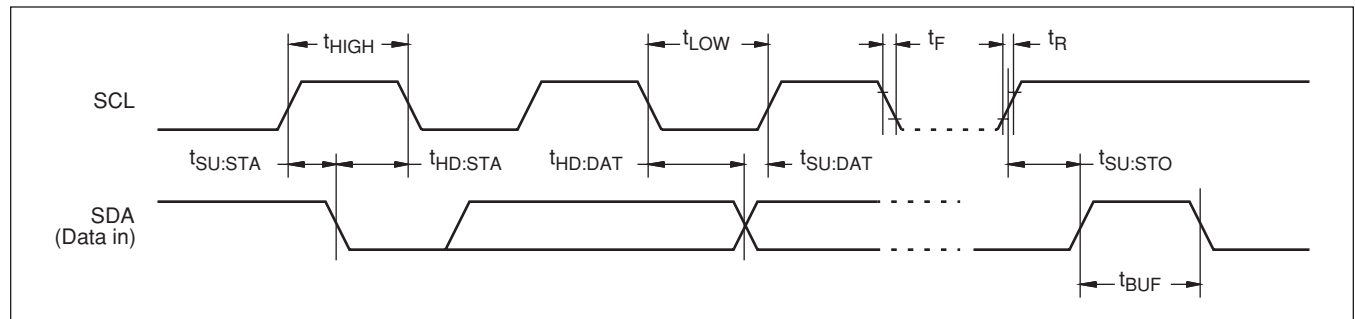 tHIGH tLOW tF tR
SCL
tSU:STA tHD:STA tHD:DAT tSU:DAT tSU:STO
SDA
(Data in)
tBUF